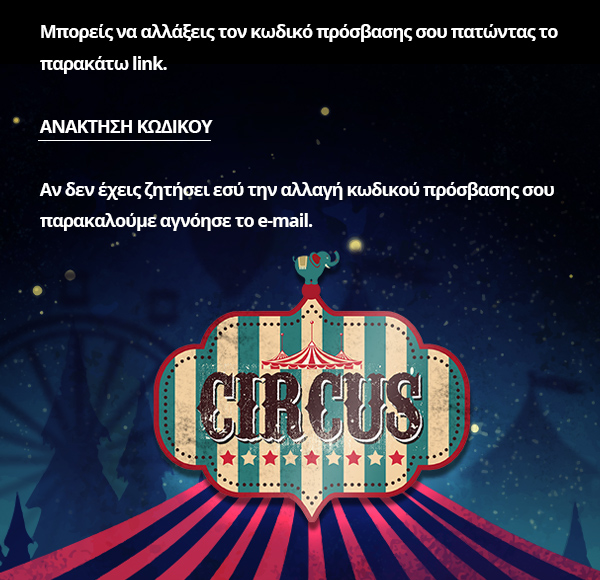 Μπορείς να αλλάξεις τον κωδικό πρόσβασης σου πατώντας το
παρακάτω link.
ΑΝΑΚΤΗΣΗ ΚΩΔΙΚΟΥ
Αν δεν έχεις ζητήσει εσύ την αλλαγή κωδικού πρόσβασης σου
παρακαλούμε αγνόησε το e-mail.
CIRCUS